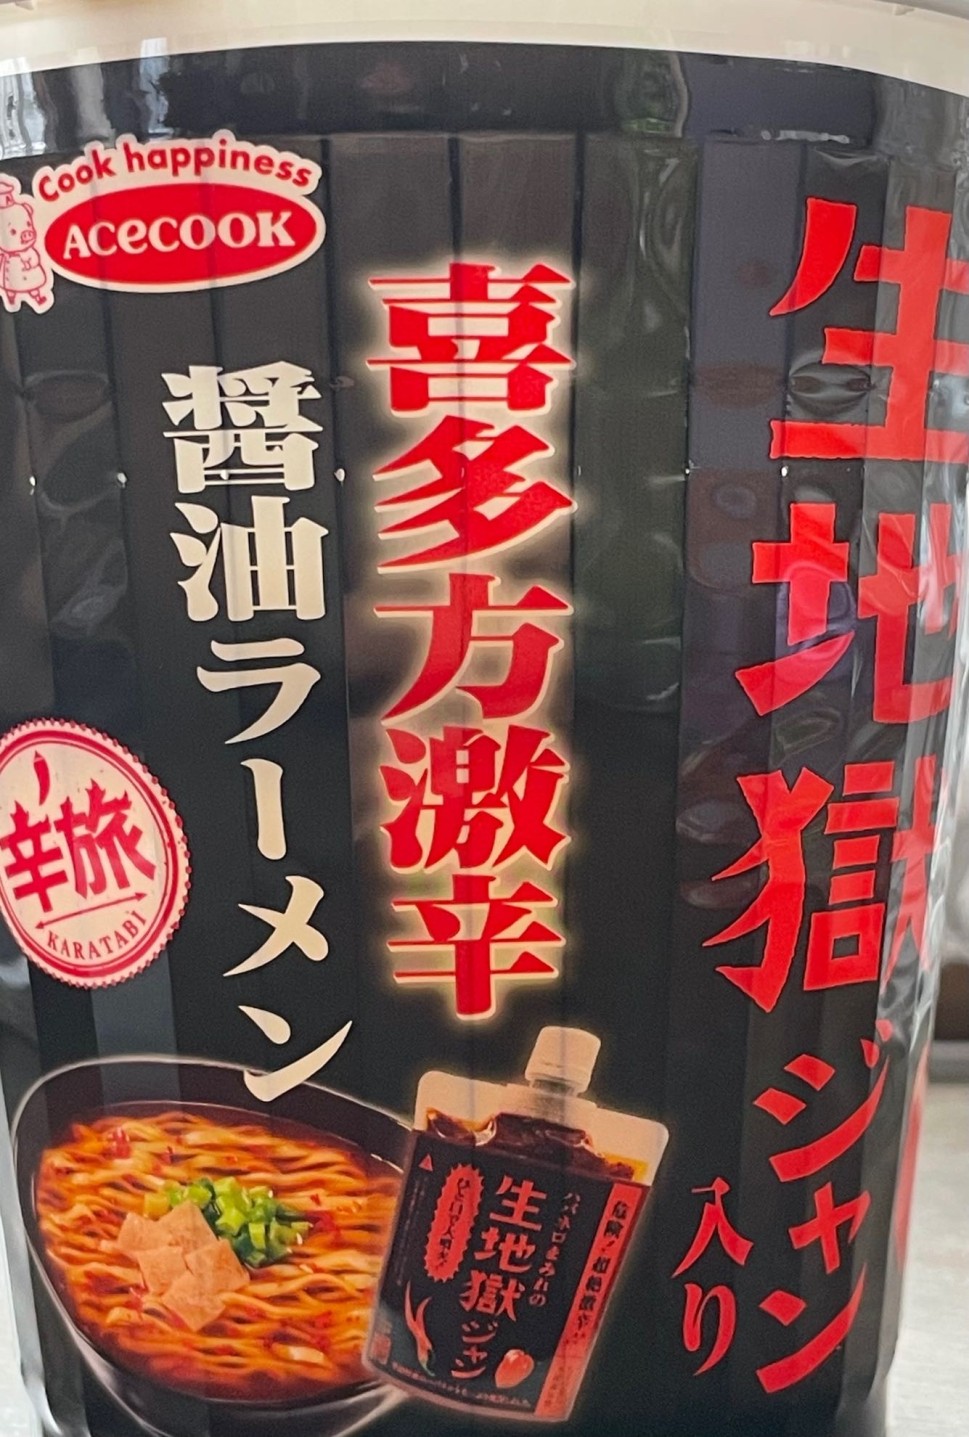 Cook happiness
ACECOOK
生地獄ジャン
入り
喜多方激辛
醤油ラーメン
辛旅
KARATABI
ハバネロまみれの
生地獄
ジャン